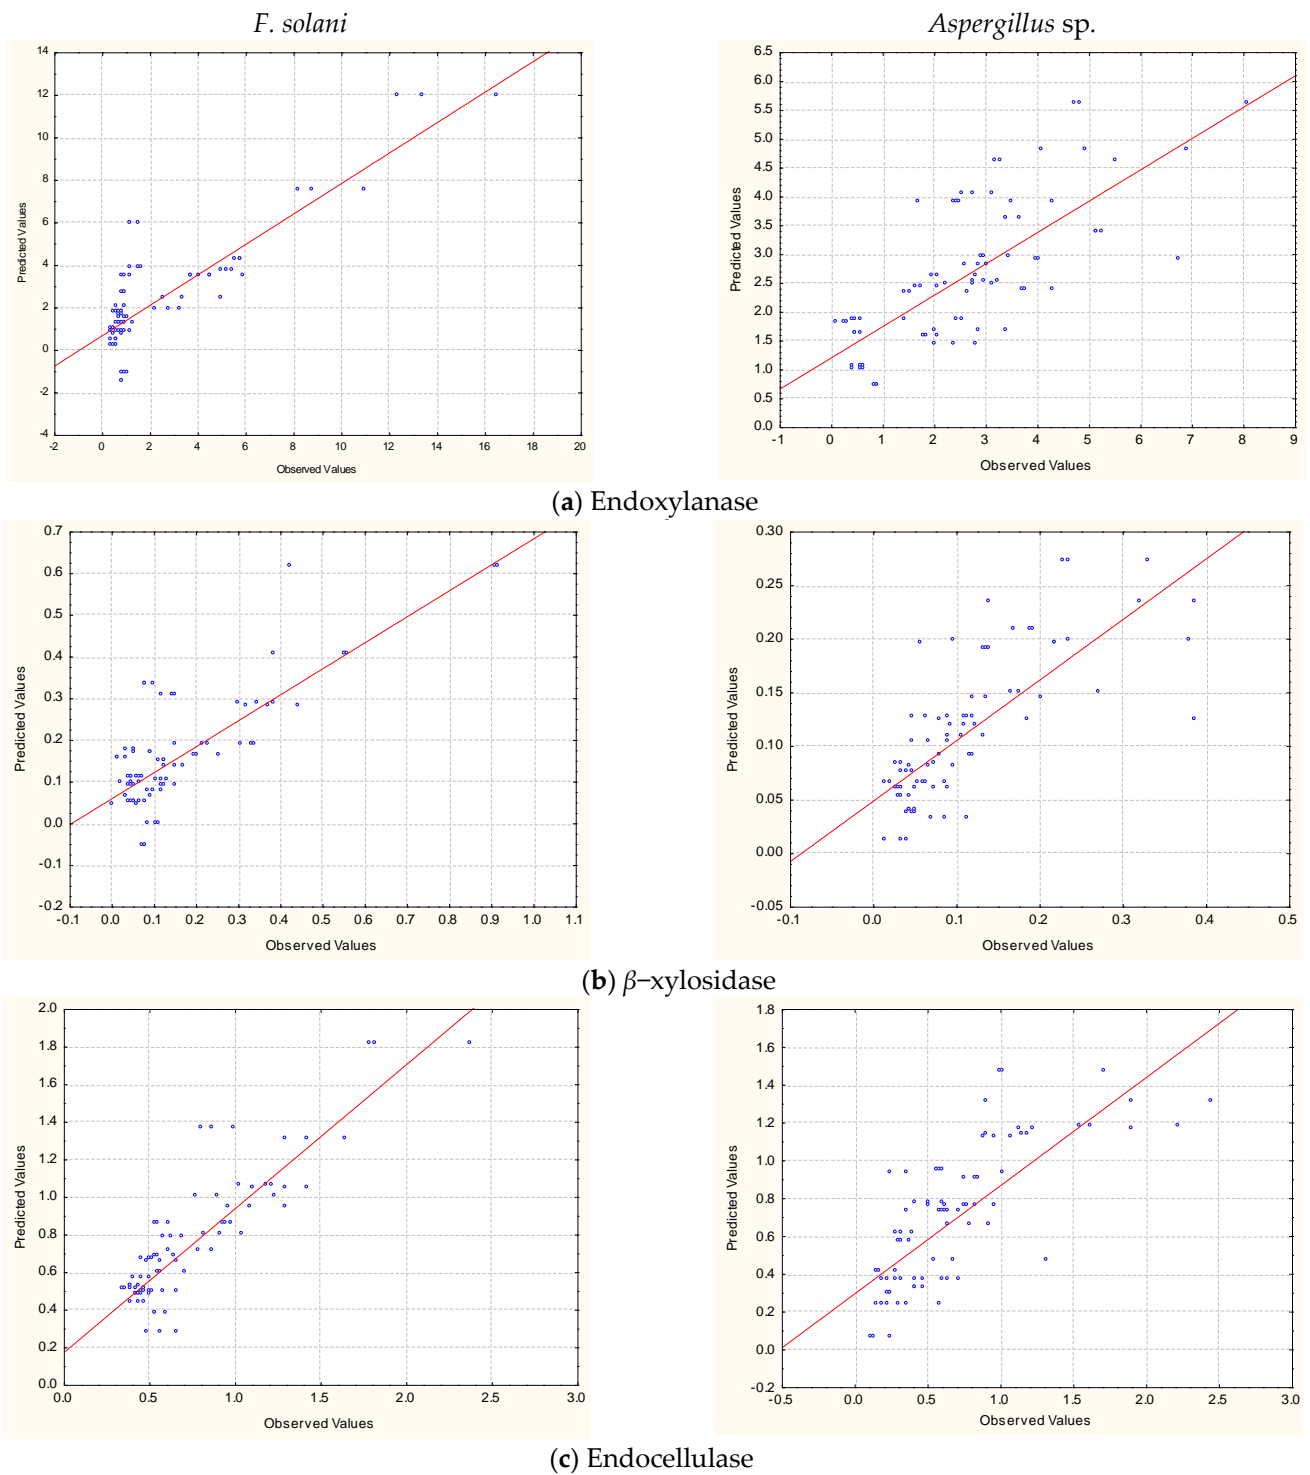 F. solani
Aspergillus sp.
14
12
10
8
6
4
2
0
-2
-4
Predicted Values
-2 0 2 4 6 8 10 12 14 16 18 20
Observed Values
6.5
6.0
5.5
5.0
4.5
4.0
3.5
3.0
2.5
2.0
1.5
1.0
0.5
0.0
Predicted Values
-1 0 1 2 3 4 5 6 7 8 9
Observed Values
(a) Endoxylanase
0.7
0.6
0.5
0.4
0.3
0.2
0.1
0.0
-0.1
-0.2
Predicted Values
-0.1 0.0 0.1 0.2 0.3 0.4 0.5 0.6 0.7 0.8 0.9 1.0 1.1
Observed Values
0.30
0.25
0.20
0.15
0.10
0.05
0.00
-0.05
Predicted Values
-0.1 0.0 0.1 0.2 0.3 0.4 0.5
Observed Values
(b) β−xylosidase
2.0
1.8
1.6
1.4
1.2
1.0
0.8
0.6
0.4
0.2
0.0
Predicted Values
0.0 0.5 1.0 1.5 2.0 2.5 3.0
Observed Values
1.8
1.6
1.4
1.2
1.0
0.8
0.6
0.4
0.2
0.0
-0.2
Predicted Values
-0.5 0.0 0.5 1.0 1.5 2.0 2.5 3.0
Observed Values
(c) Endocellulase